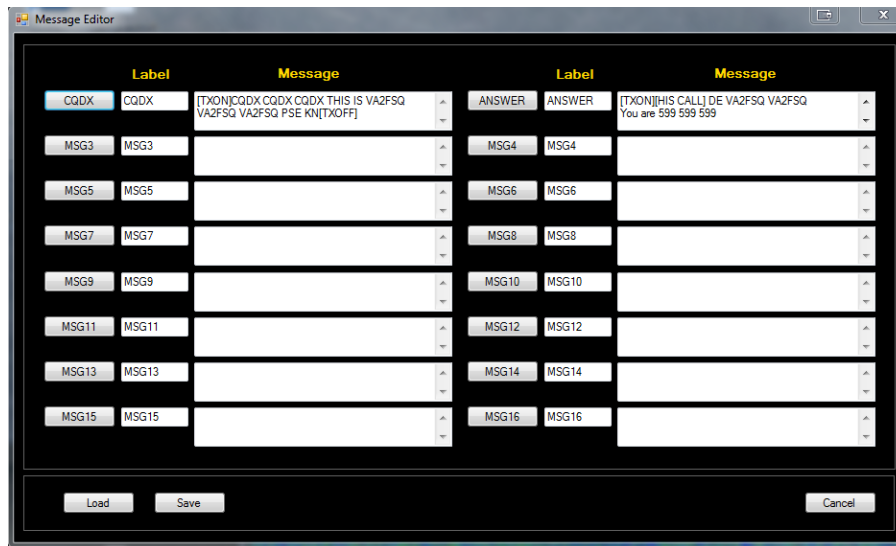 Message Editor
Label Message Label Message
CQDX CQDX [TXON]CQDX CQDX CQDX THIS IS VA2FSQ ANSWER ANSWER [TXON][HIS CALL] DE VA2FSQ VA2FSQ
VA2FSQ VA2FSQ PSE KN[TXOFF] You are 599 599 599
MSG3 MSG3 MSG4 MSG4
MSG5 MSG5 MSG6 MSG6
MSG7 MSG7 MSG8 MSG8
MSG9 MSG9 MSG10 MSG10
MSG11 MSG11 MSG12 MSG12
MSG13 MSG13 MSG14 MSG14
MSG15 MSG15 MSG16 MSG16
Load Save Cancel